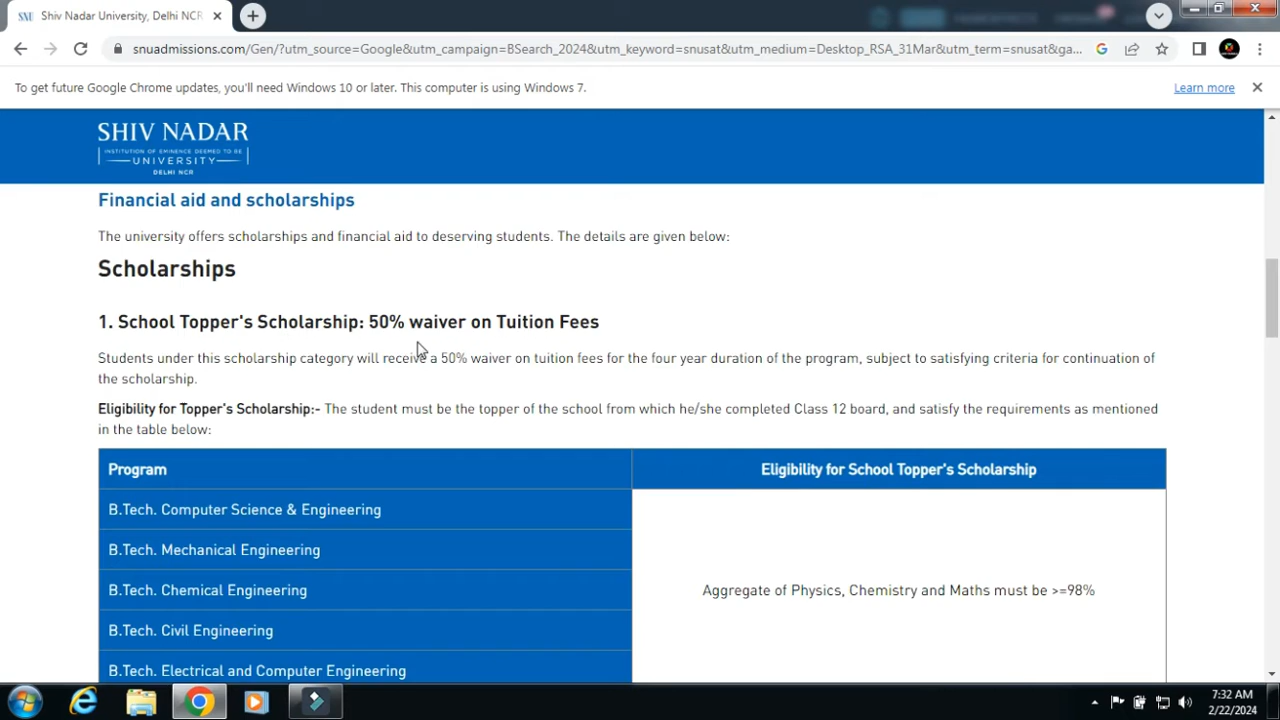 Shiv Nadar University, Delhi NCR
snuadmissions.com/Gen/?utm_source=Google&utm_campaign=BSearch_2024&utm_keyword=snusat&utm_medium=Desktop_RSA_31Mar&utm_term=snusat&ga...
To get future Google Chrome updates, you'll need Windows 10 or later. This computer is using Windows 7.
Learn more
SHIV NADAR
INSTITUTION OF EMINENCE DEEMED TO BE
UNIVERSITY
DELHI NCR
Financial aid and scholarships
The university offers scholarships and financial aid to deserving students. The details are given below:
Scholarships
1. School Topper's Scholarship: 50% waiver on Tuition Fees
Students under this scholarship category will receive a 50% waiver on tuition fees for the four year duration of the program, subject to satisfying criteria for continuation of
the scholarship.
Eligibility for Topper's Scholarship:- The student must be the topper of the school from which he/she completed Class 12 board, and satisfy the requirements as mentioned
in the table below:
Program
Eligibility for School Topper's Scholarship
B.Tech. Computer Science & Engineering
B.Tech. Mechanical Engineering
B.Tech. Chemical Engineering
Aggregate of Physics, Chemistry and Maths must be >=98%
B.Tech. Civil Engineering
B.Tech. Electrical and Computer Engineering
7:32 AM
2/22/2024